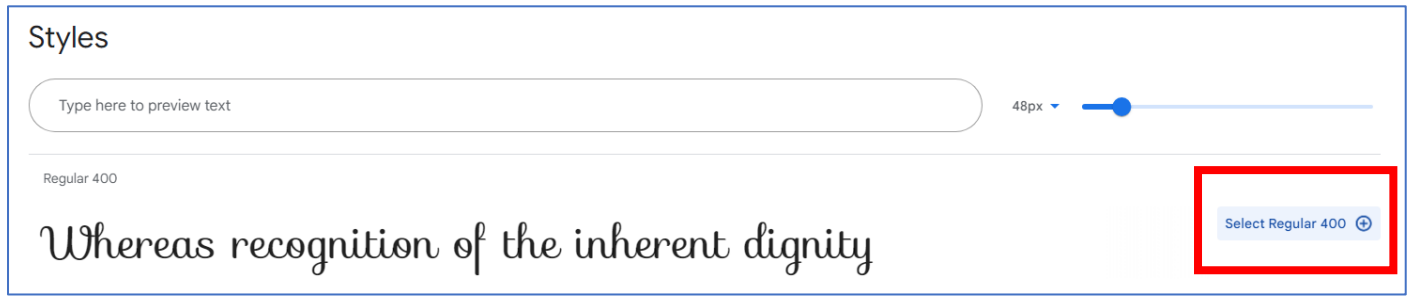 Styles
Type here to preview text
48px
Regular 400
Select Regular 400
Whereas recognition of the inherent dignity